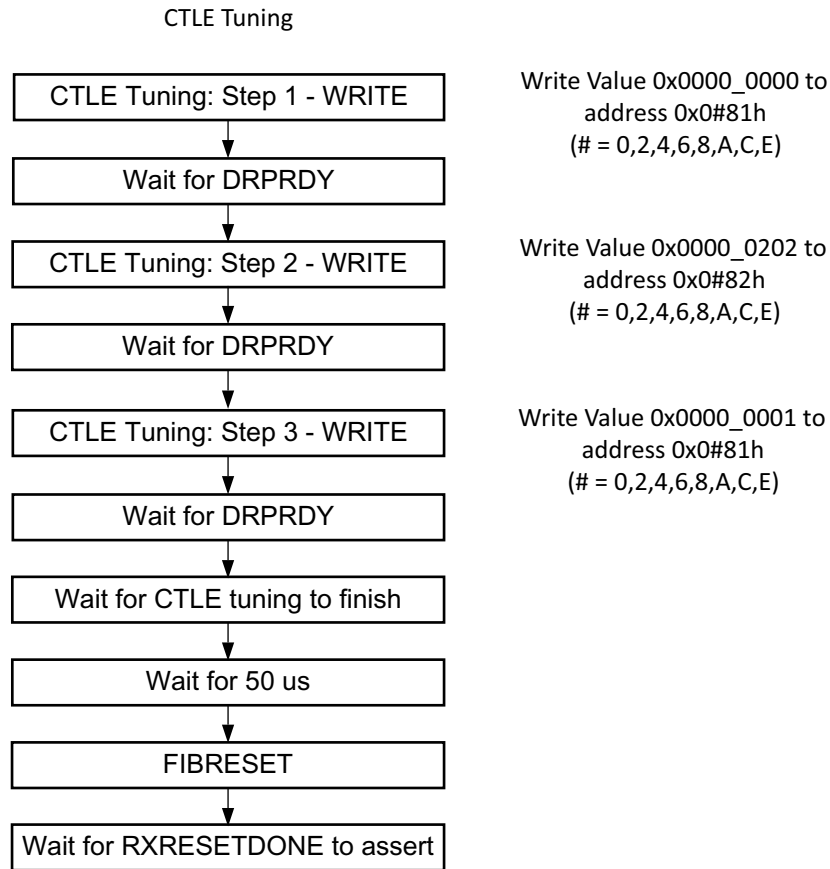 CTLE Tuning
CTLE Tuning: Step 1 - WRITE
Write Value 0x0000_0000 to
address 0x0#81h
(# = 0,2,4,6,8,A,C,E)
Wait for DRPRDY
CTLE Tuning: Step 2 - WRITE
Write Value 0x0000_0202 to
address 0x0#82h
(# = 0,2,4,6,8,A,C,E)
Wait for DRPRDY
CTLE Tuning: Step 3 - WRITE
Write Value 0x0000_0001 to
address 0x0#81h
(# = 0,2,4,6,8,A,C,E)
Wait for DRPRDY
Wait for CTLE tuning to finish
Wait for 50 us
FIBRESET
Wait for RXRESETDONE to assert